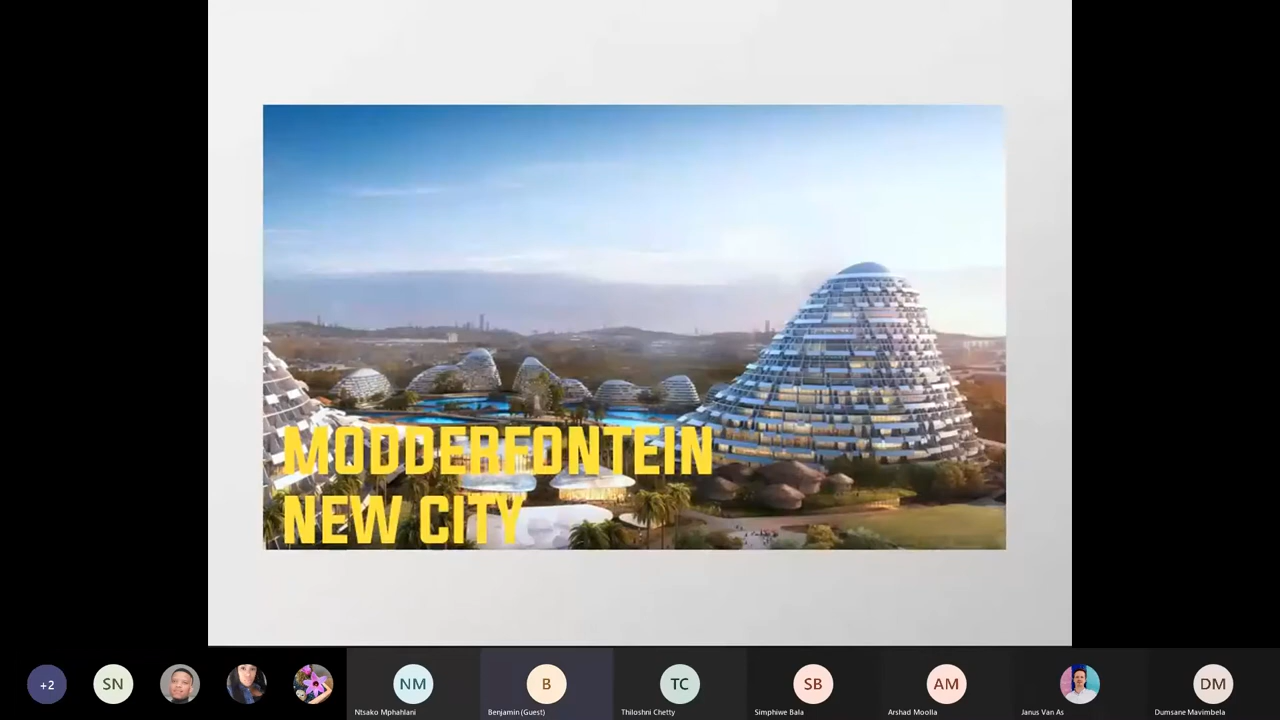 MODDERFONTEIN
NEW CITY
+2
SN
NM
B
TC
SB
AM
DM
Ntsako Mphahlani
Benjamin (Guest)
Thiloshni Chetty
Simphiwe Bala
Arshad Moolla
Janus Van As
Dumsane Mavimbela